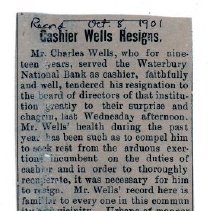 Record Oct 8, 1901
Cashier Wells Resigns.
Mr. Charles Wells, who for nine-
teen years, served the Waterbury
National Bank as cashier, faithfully
and well, tendered his resignation to
the board of directors of that institu-
tion greatly to their surprise and
chagrin, last Wednesday afternoon.
Mr. Wells' health during the past
year has been such as to compel him
to seek rest from the arduous exer-
tions incumbent on the duties of
cashier and in order to thoroughly
recuperate, it was necessary for him
to resign. Mr. Wells' record here is
familar to every one in this commun